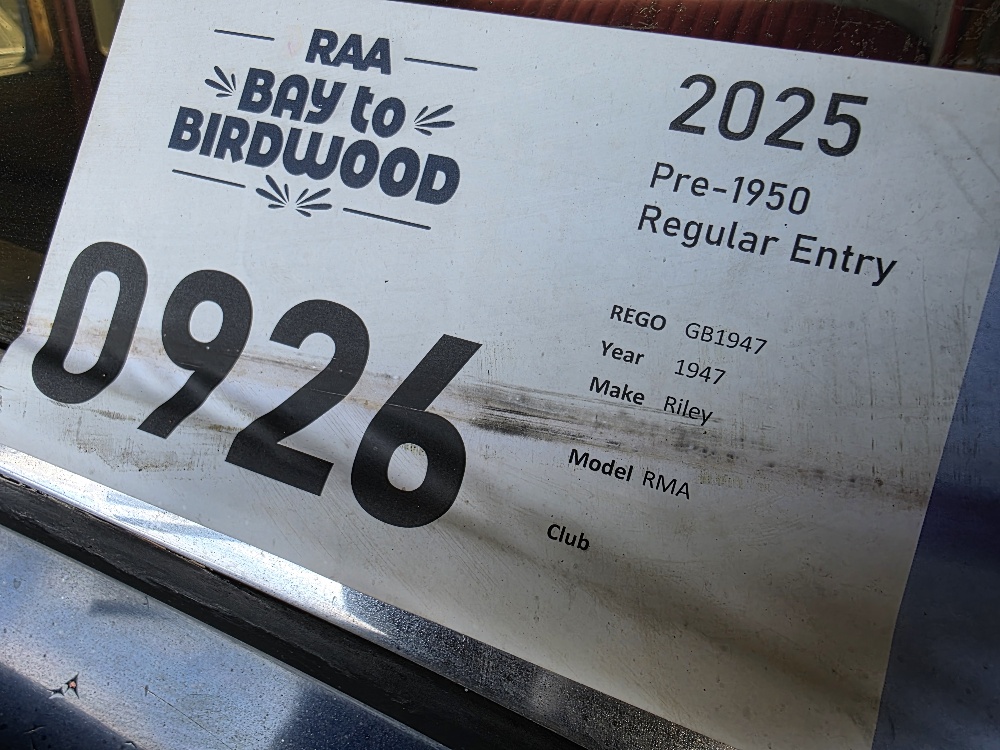 RAA
BAY to
BIRDWOOD
0926
2025
Pre-1950
Regular Entry
REGO GB1947
Year 1947
Make Riley
Model RMA
Club